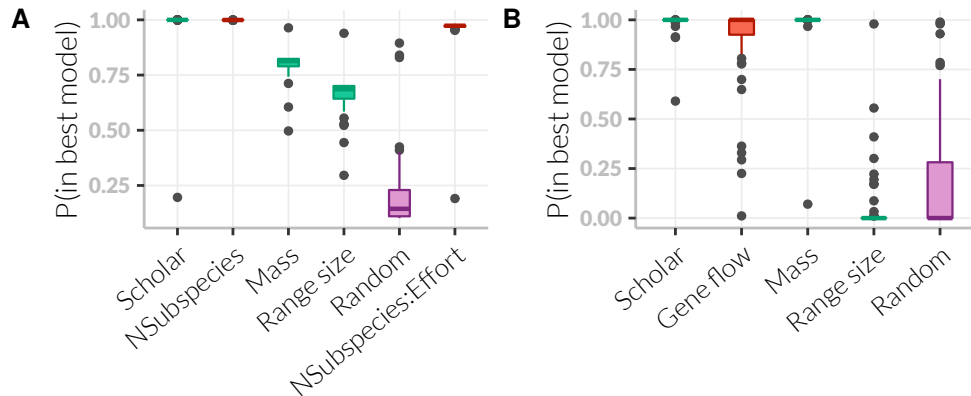 A
P(in best model)
1.00
0.75
0.50
0.25
Scholar
NSubspecies
Mass
Range size
Random
NSubspecies:Effort
B
P(in best model)
1.00
0.75
0.50
0.25
0.00
Scholar
Gene flow
Mass
Range size
Random